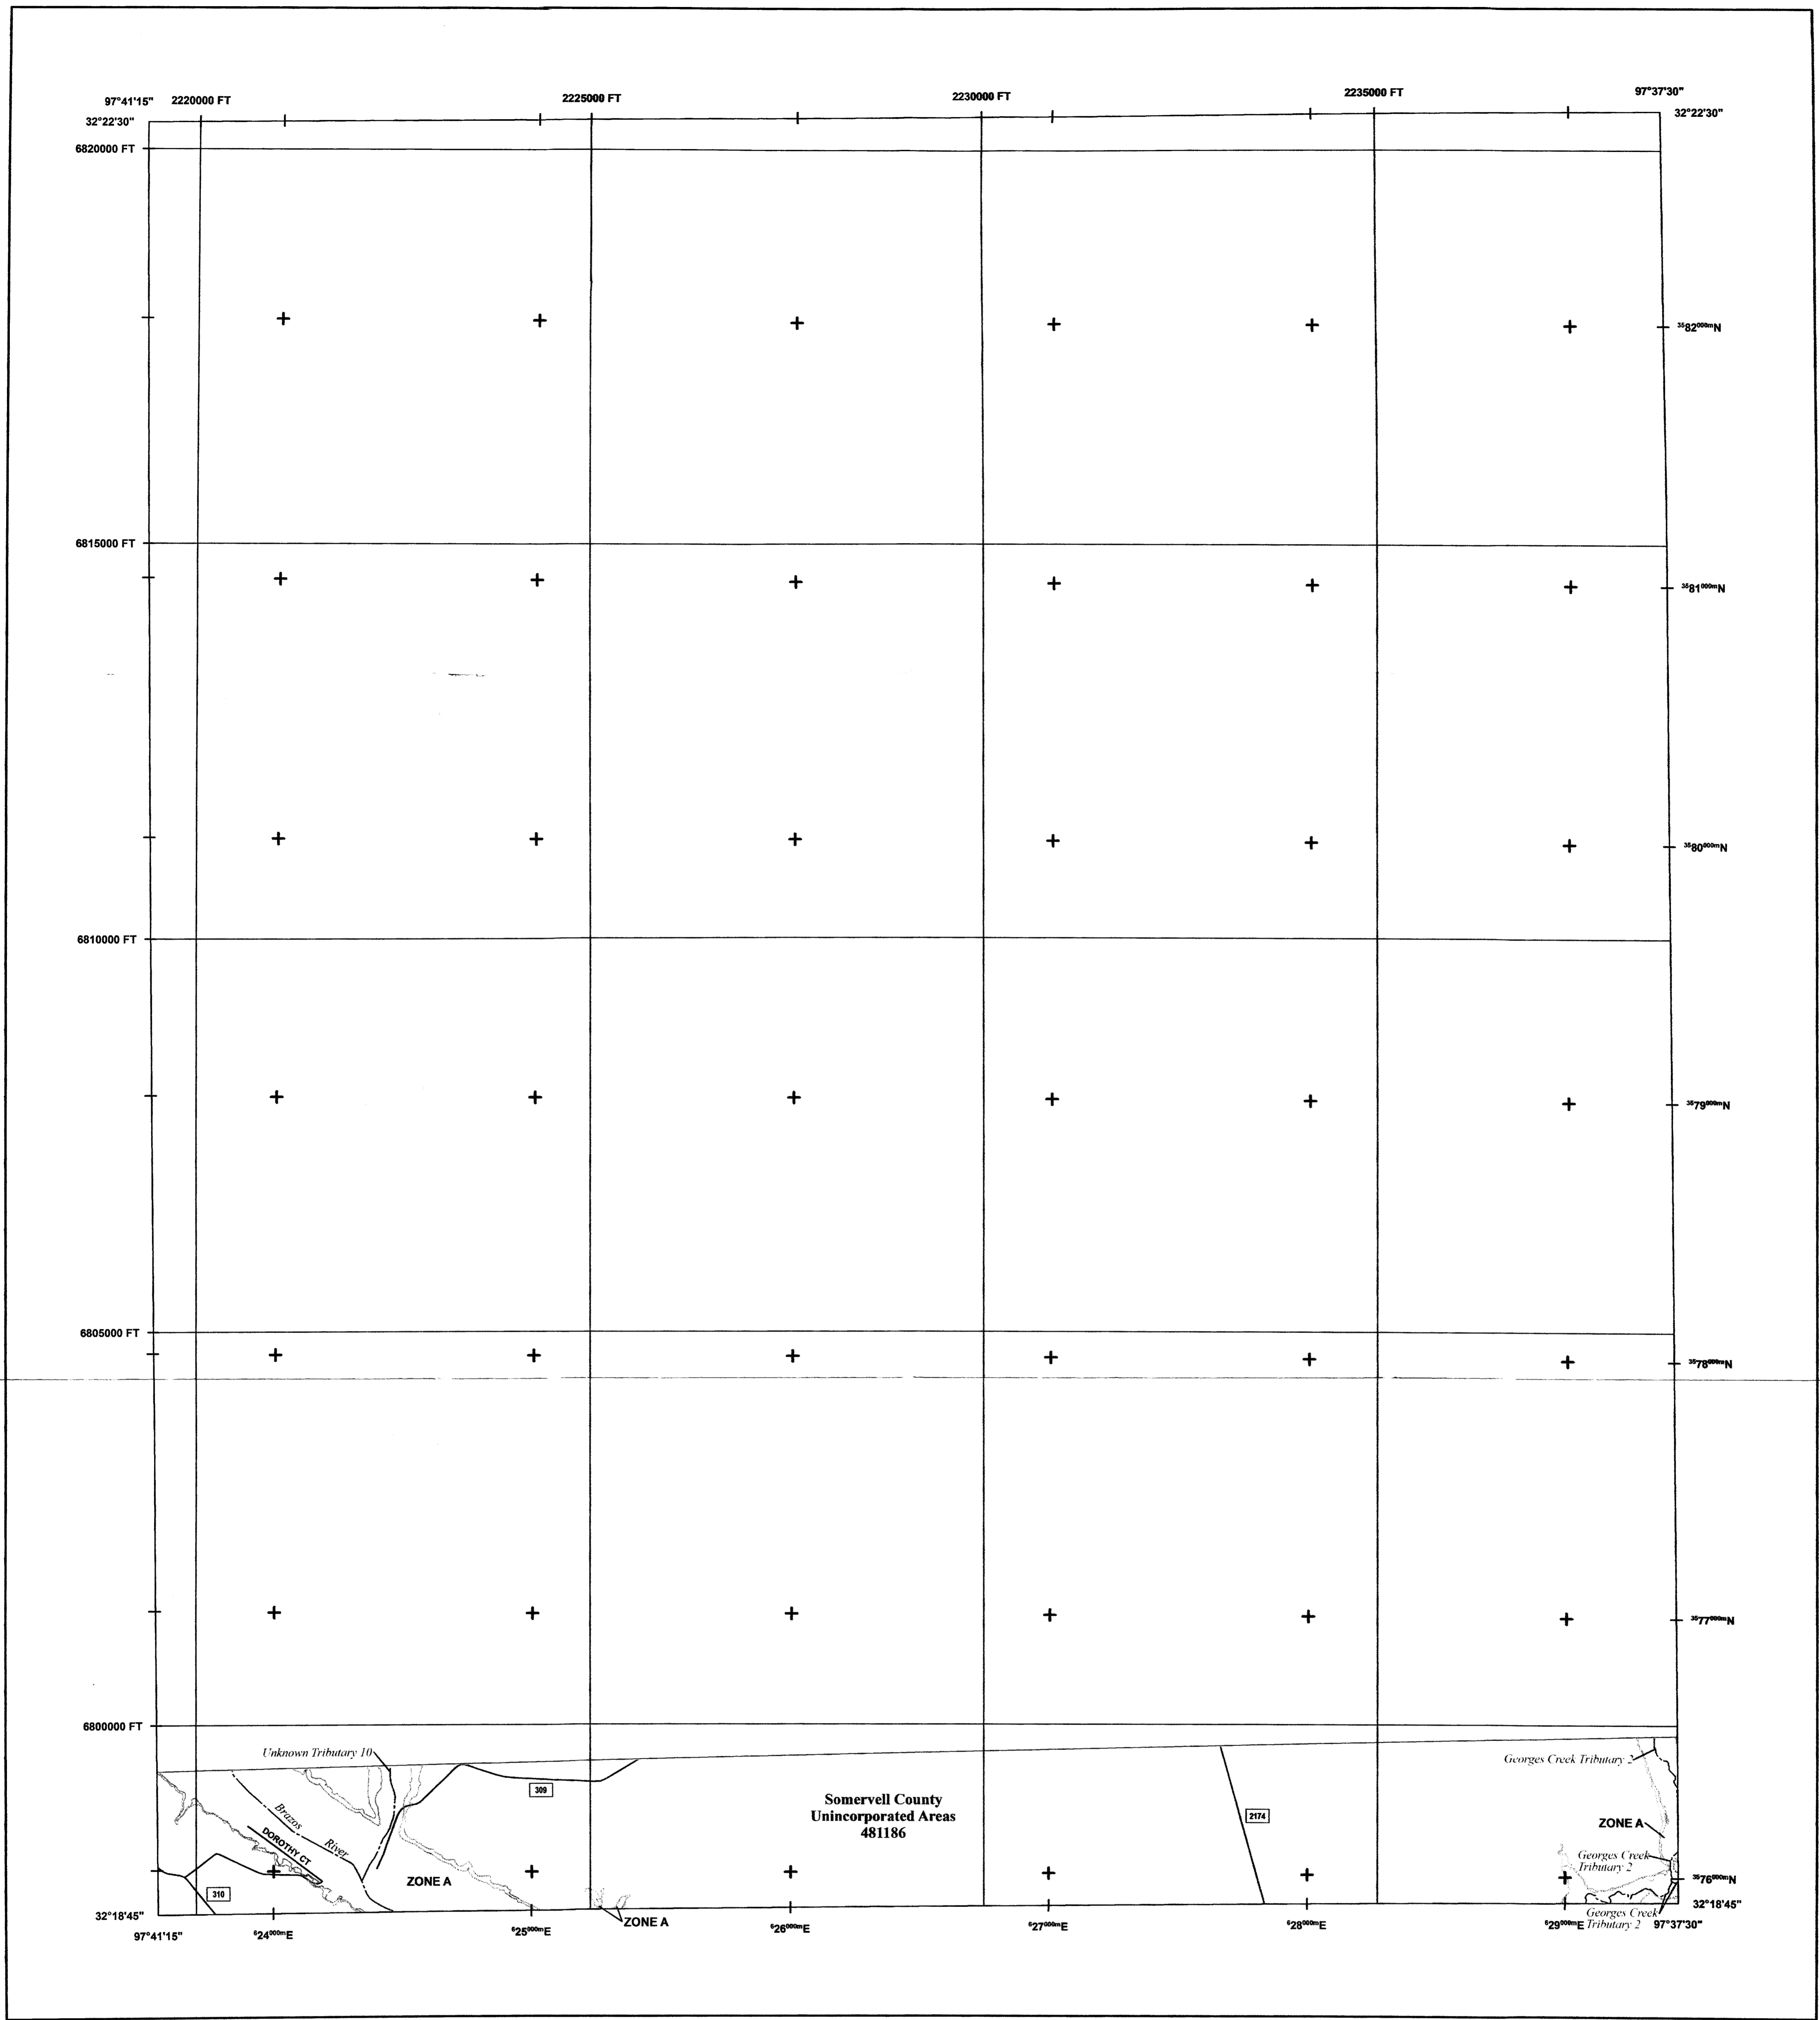 97°41'15" 2220000 FT 2225000 FT 2230000 FT 2235000 FT 97°37'30"
32°22'30" 32°22'30"
6820000 FT
3582000mN
6815000 FT
3581000mN
3580000mN
6810000 FT
3579000mN
6805000 FT
3578000mN
3577000mN
6800000 FT
Unknown Tributary 10
Georges Creek Tributary 2
309
Somervell County
Unincorporated Areas
481186
2174
Brazos
River
DOROTHY CT
ZONE A
Georges Creek
Tributary 2
ZONE A
3576000mN
310
32°18'45" 32°18'45"
ZONE A
Georges Creek
Tributary 2
97°41'15" 624000mE 625000mE 626000mE 627000mE 628000mE 629000mE 97°37'30"